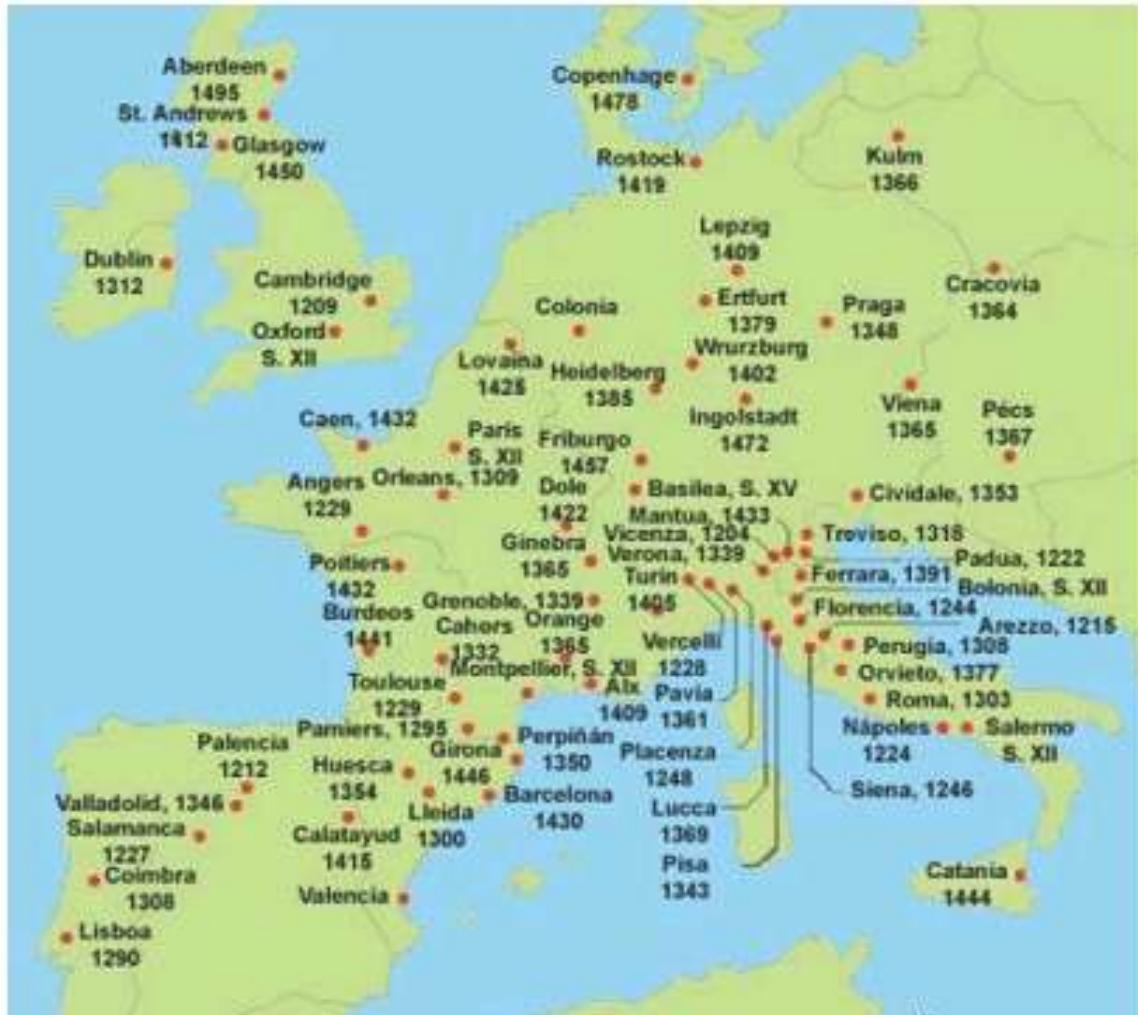 Aberdeen
1495
St. Andrews
1412
Glasgow
1450
Copenhage
1478
Rostock
1419
Kulm
1366
Dublin
1312
Cambridge
1209
Oxford
S. XII
Lepzig
1409
Colonia
Ertfurt
1379
Praga
1348
Cracovia
1364
Lovaina
1425
Heidelberg
1385
Wrurzburg
1402
Ingolstadt
1472
Viena
1365
Pécs
1367
Caen, 1432
París
S. XII
Friburgo
1457
Angers
1229
Orleans, 1309
Dole
1422
Basilea, S. XV
Cividale, 1353
Mantua, 1433
Vicenza, 1204
Verona, 1339
Treviso, 1318
Padua, 1222
Ginebra
1365
Poitiers
1432
Turín
1405
Ferrara, 1391
Bolonia, S. XII
Grenoble, 1339
Florencia, 1244
Burdeos
1441
Cahors
1332
Orange
1365
Arezzo, 1215
Vercelli
1228
Perugia, 1308
Montpellier, S. XII
Orvieto, 1377
Toulouse
1229
Aix
1409
Pavia
1361
Roma, 1303
Pamiers, 1295
Perpiñán
1350
Nápoles
1224
Salermo
S. XII
Girona
1446
Placenza
1248
Palencia
1212
Huesca
1354
Siena, 1246
Valladolid, 1346
Lleida
1300
Barcelona
1430
Lucca
1369
Salamanca
1227
Calatayud
1415
Pisa
1343
Coimbra
1308
Valencia
Catania
1444
Lisboa
1290